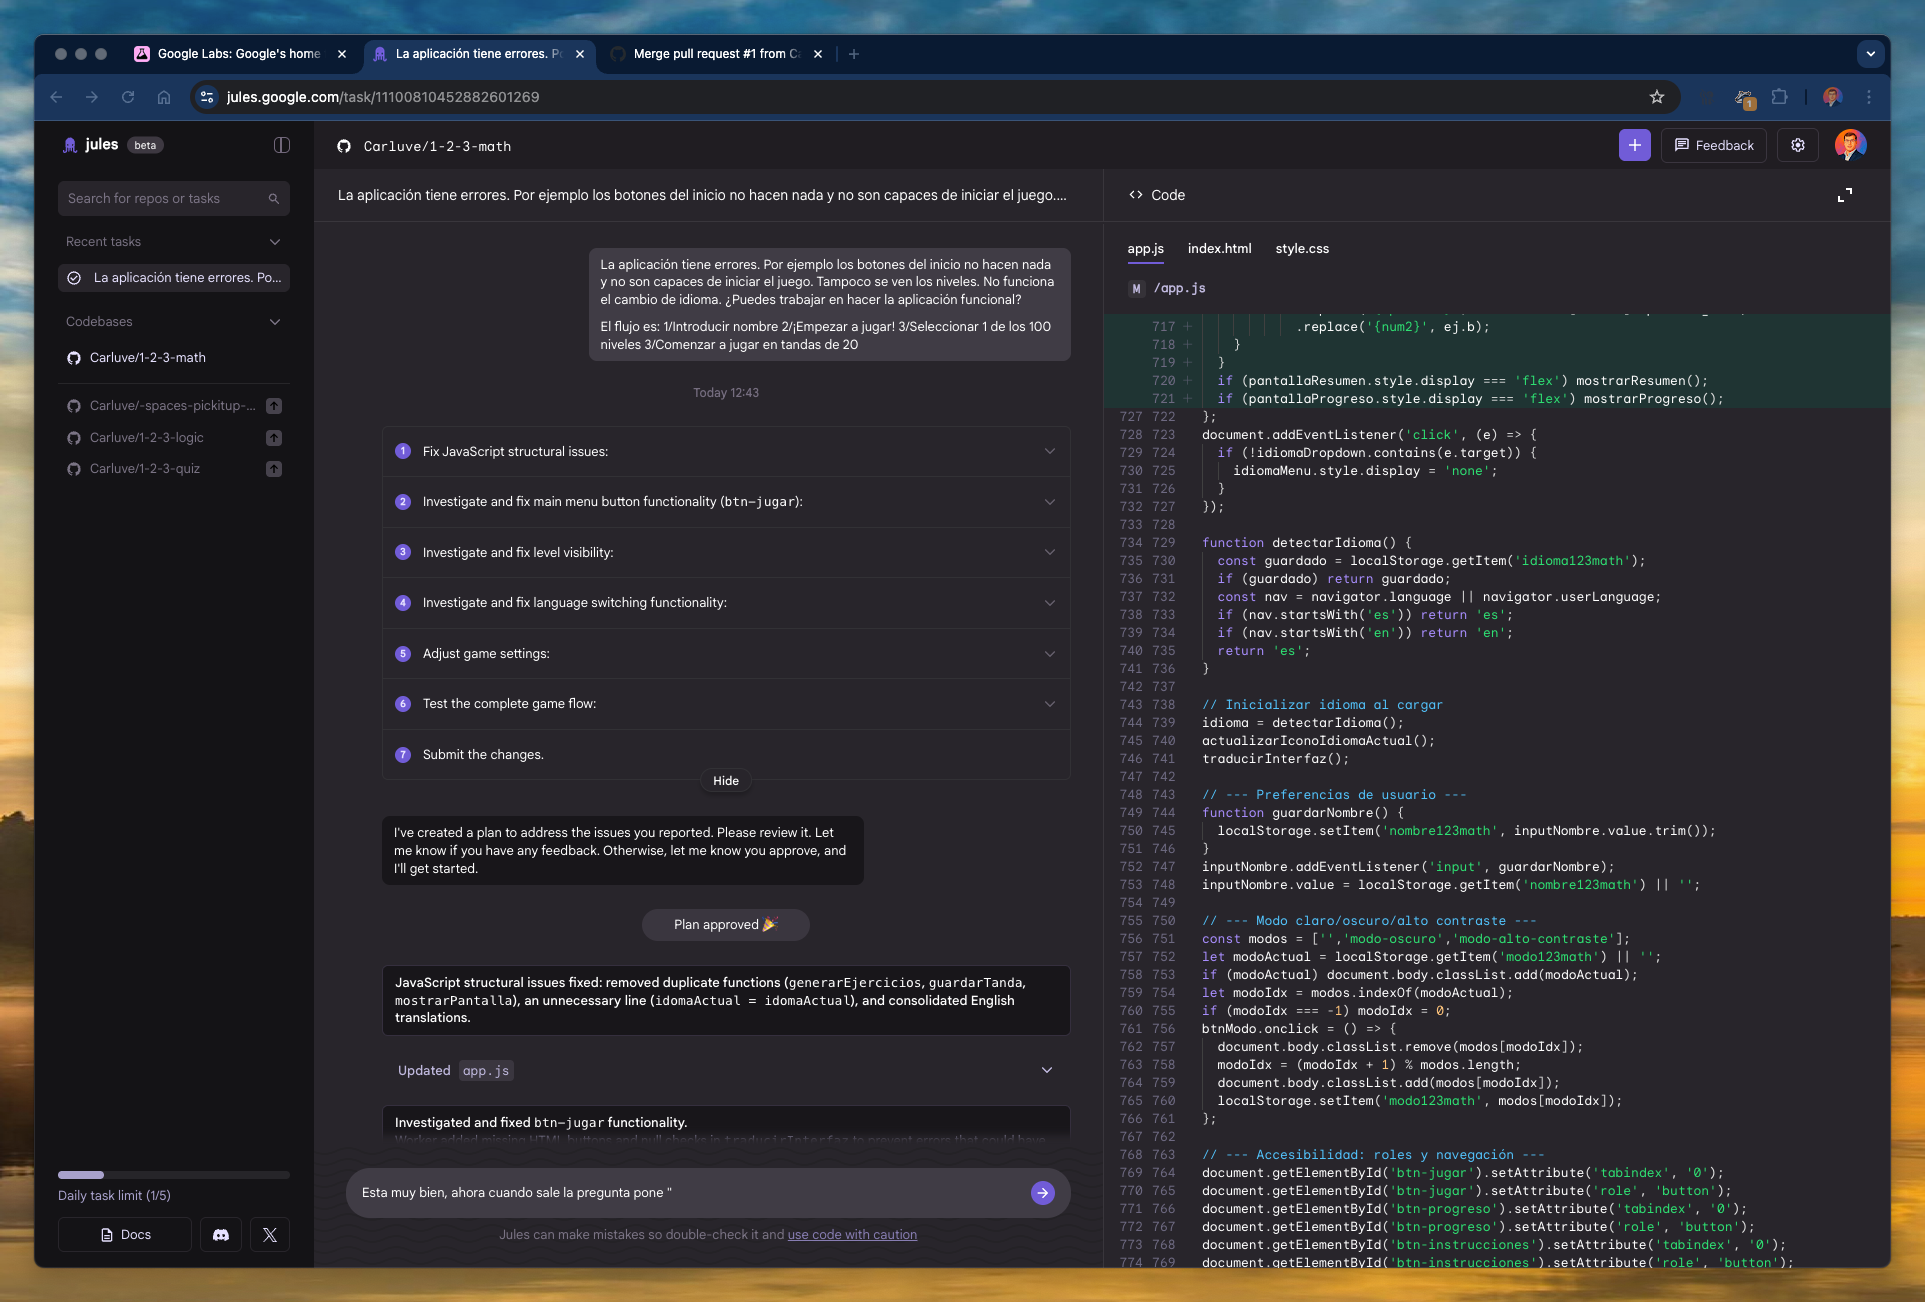 Google Labs: Google's home
La aplicación tiene errores. Po
Merge pull request #1 from Ca
jules.google.com/task/11100810452882601269
1
jules beta
Search for repos or tasks
Recent tasks
La aplicación tiene errores. Po...
Codebases
Carluve/1-2-3-math
Carluve/-spaces-pickitup-...
Carluve/1-2-3-logic
Carluve/1-2-3-quiz
Daily task limit (1/5)
Docs
Carluve/1-2-3-math
Feedback
La aplicación tiene errores. Por ejemplo los botones del inicio no hacen nada y no son capaces de iniciar el juego....
La aplicación tiene errores. Por ejemplo los botones del inicio no hacen nada
y no son capaces de iniciar el juego. Tampoco se ven los niveles. No funciona
el cambio de idioma. ¿Puedes trabajar en hacer la aplicación funcional?
El flujo es: 1/Introducir nombre 2/¡Empezar a jugar! 3/Seleccionar 1 de los 100
niveles 3/Comenzar a jugar en tandas de 20
Today 12:43
1 Fix JavaScript structural issues:
2 Investigate and fix main menu button functionality (btn-jugar):
3 Investigate and fix level visibility:
4 Investigate and fix language switching functionality:
5 Adjust game settings:
6 Test the complete game flow:
7 Submit the changes.
Hide
I've created a plan to address the issues you reported. Please review it. Let
me know if you have any feedback. Otherwise, let me know you approve, and
I'll get started.
Plan approved 🎉
JavaScript structural issues fixed: removed duplicate functions (generarEjercicios, guardarTanda,
mostrarPantalla), an unnecessary line (idomaActual = idomaActual), and consolidated English
translations.
Updated app.js
Investigated and fixed btn-jugar functionality.
Worker added missing HTML buttons and null checks in traducirInterfaz to prevent errors that could have
Esta muy bien, ahora cuando sale la pregunta pone "
Jules can make mistakes so double-check it and use code with caution
<> Code
app.js index.html style.css
M /app.js
717 + .replace('{num2}', ej.b);
718 + }
719 + }
720 + if (pantallaResumen.style.display === 'flex') mostrarResumen();
721 + if (pantallaProgreso.style.display === 'flex') mostrarProgreso();
727 722 };
728 723 document.addEventListener('click', (e) => {
729 724 if (!idiomaDropdown.contains(e.target)) {
730 725 idiomaMenu.style.display = 'none';
731 726 }
732 727 });
733 728
734 729 function detectarIdioma() {
735 730 const guardado = localStorage.getItem('idioma123math');
736 731 if (guardado) return guardado;
737 732 const nav = navigator.language || navigator.userLanguage;
738 733 if (nav.startsWith('es')) return 'es';
739 734 if (nav.startsWith('en')) return 'en';
740 735 return 'es';
741 736 }
742 737
743 738 // Inicializar idioma al cargar
744 739 idioma = detectarIdioma();
745 740 actualizarIconoIdiomaActual();
746 741 traducirInterfaz();
747 742
748 743 // --- Preferencias de usuario ---
749 744 function guardarNombre() {
750 745 localStorage.setItem('nombre123math', inputNombre.value.trim());
751 746 }
752 747 inputNombre.addEventListener('input', guardarNombre);
753 748 inputNombre.value = localStorage.getItem('nombre123math') || '';
754 749
755 750 // --- Modo claro/oscuro/alto contraste ---
756 751 const modos = ['','modo-oscuro','modo-alto-contraste'];
757 752 let modoActual = localStorage.getItem('modo123math') || '';
758 753 if (modoActual) document.body.classList.add(modoActual);
759 754 let modoIdx = modos.indexOf(modoActual);
760 755 if (modoIdx === -1) modoIdx = 0;
761 756 btnModo.onclick = () => {
762 757 document.body.classList.remove(modos[modoIdx]);
763 758 modoIdx = (modoIdx + 1) % modos.length;
764 759 document.body.classList.add(modos[modoIdx]);
765 760 localStorage.setItem('modo123math', modos[modoIdx]);
766 761 };
767 762
768 763 // --- Accesibilidad: roles y navegación ---
769 764 document.getElementById('btn-jugar').setAttribute('tabindex', '0');
770 765 document.getElementById('btn-jugar').setAttribute('role', 'button');
771 766 document.getElementById('btn-progreso').setAttribute('tabindex', '0');
772 767 document.getElementById('btn-progreso').setAttribute('role', 'button');
773 768 document.getElementById('btn-instrucciones').setAttribute('tabindex', '0');
774 769 document.getElementById('btn-instrucciones').setAttribute('role', 'button');